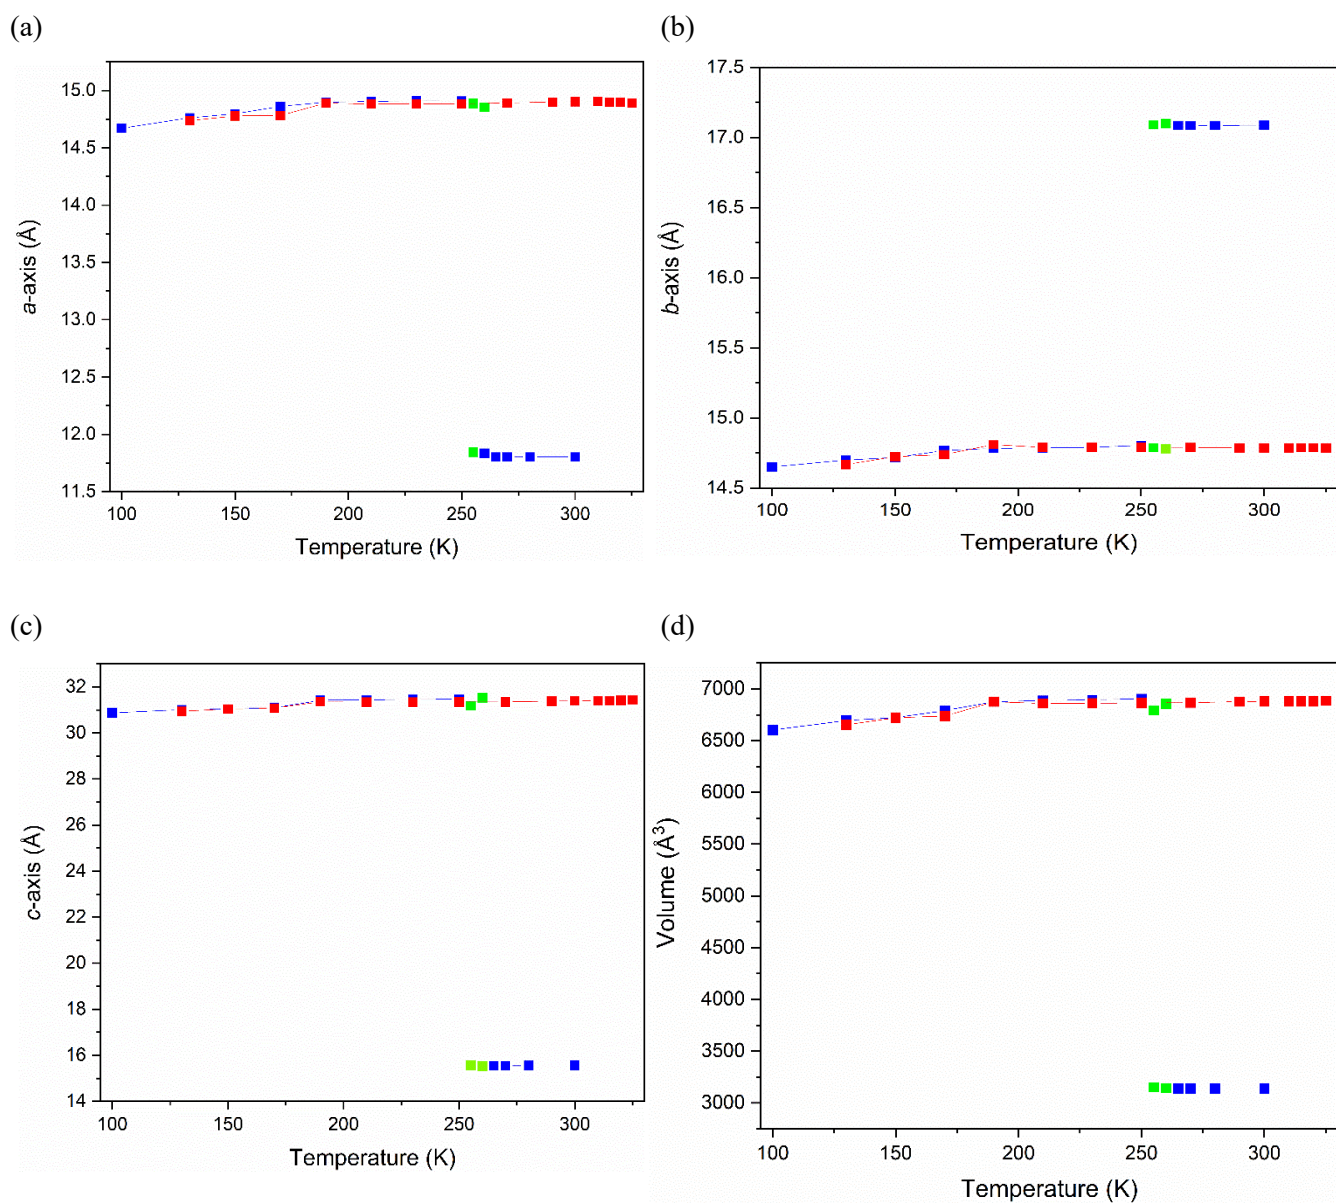 (a)
15.0
14.5
14.0
13.5
13.0
12.5
12.0
11.5
a-axis (Å)
100 150 200 250 300
Temperature (K)
(b)
17.5
17.0
16.5
16.0
15.5
15.0
14.5
b-axis (Å)
100 150 200 250 300
Temperature (K)
(c)
32
30
28
26
24
22
20
18
16
14
c-axis (Å)
100 150 200 250 300
Temperature (K)
(d)
7000
6500
6000
5500
5000
4500
4000
3500
3000
Volume (Å³)
100 150 200 250 300
Temperature (K)